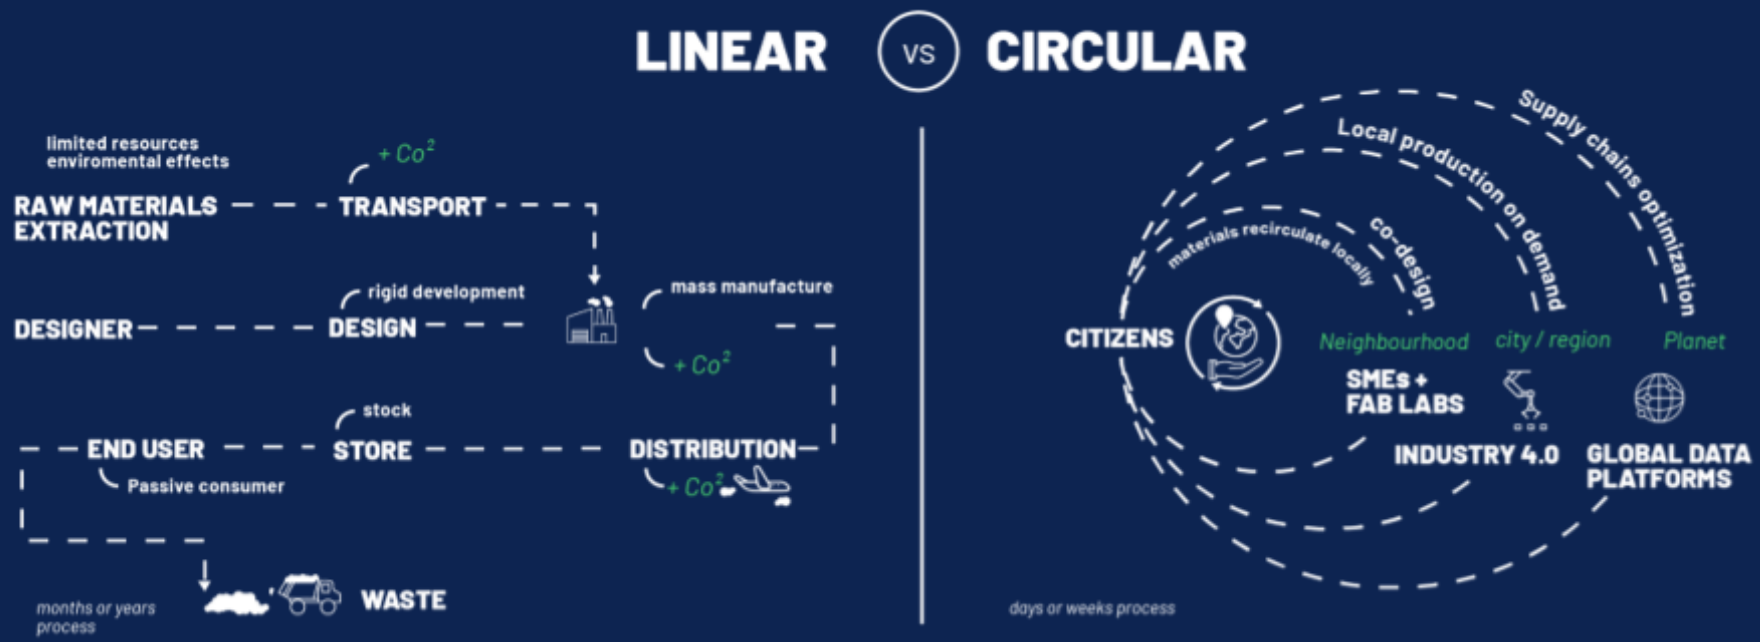 LINEAR
VS
CIRCULAR
limited resources
enviromental effects
+ Co²
RAW MATERIALS
EXTRACTION
TRANSPORT
rigid development
mass manufacture
DESIGNER
DESIGN
+ Co²
stock
END USER
STORE
DISTRIBUTION
Passive consumer
+ Co²
WASTE
months or years
process
Supply chains optimization
Local production on demand
co-design
materials recirculate locally
CITIZENS
Neighbourhood
city / region
Planet
SMEs +
FAB LABS
INDUSTRY 4.0
GLOBAL DATA
PLATFORMS
days or weeks process